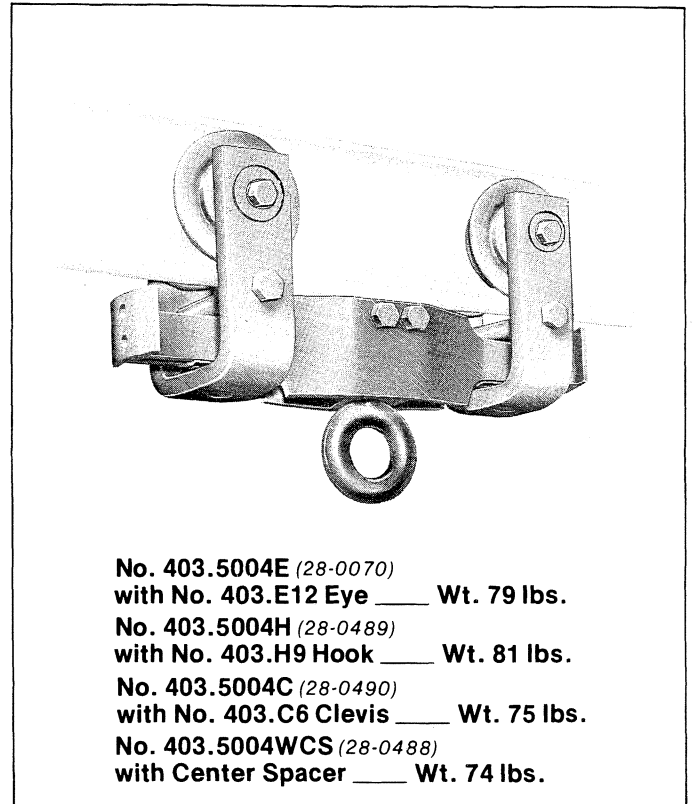 No. 403.5004E (28-0070)
with No. 403.E12 Eye ____ Wt. 79 lbs.
No. 403.5004H (28-0489)
with No. 403.H9 Hook ____ Wt. 81 lbs.
No. 403.5004C (28-0490)
with No. 403.C6 Clevis ____ Wt. 75 lbs.
No. 403.5004WCS (28-0488)
with Center Spacer ____ Wt. 74 lbs.